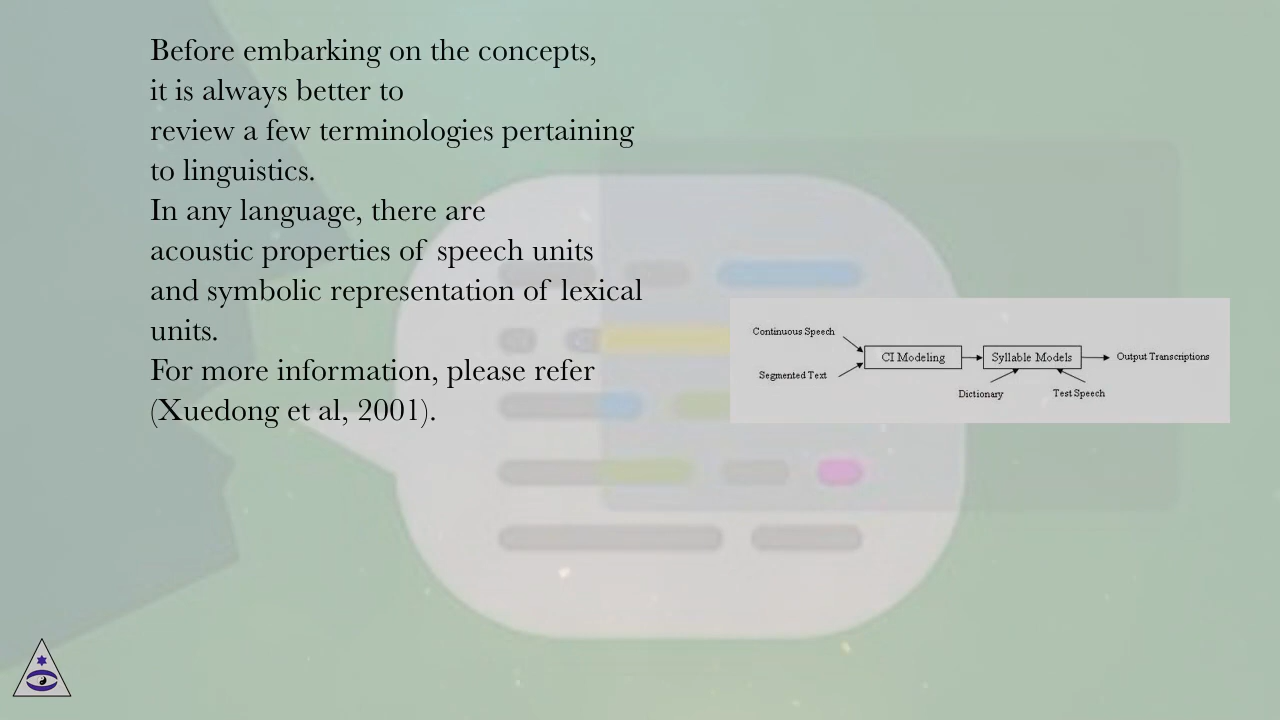 Before embarking on the concepts,
it is always better to
review a few terminologies pertaining
to linguistics.
In any language, there are
acoustic properties of speech units
and symbolic representation of lexical
units.
For more information, please refer
(Xuedong et al, 2001).
Continuous Speech
Segmented Text
CI Modeling
Syllable Models
Output Transcriptions
Dictionary
Test Speech